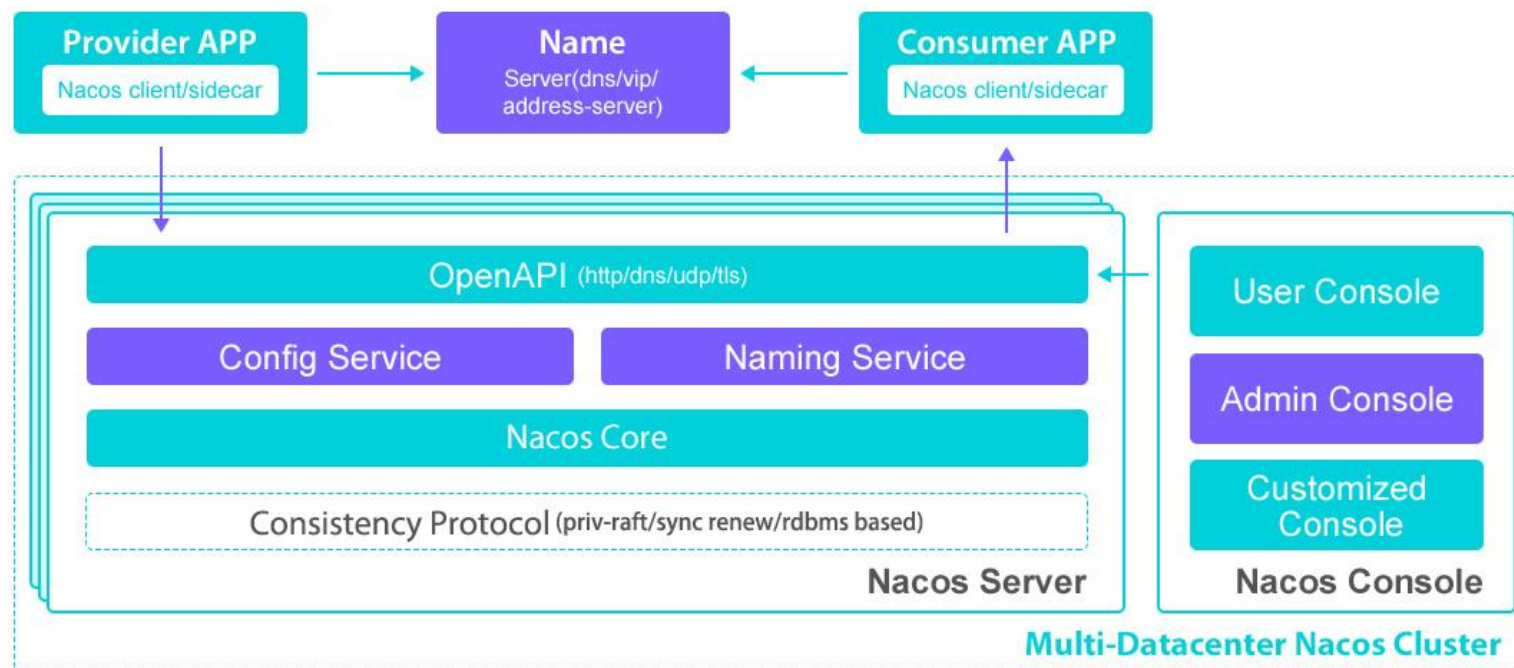 Provider APP
Nacos client/sidecar
Name
Server(dns/vip/
address-server)
Consumer APP
Nacos client/sidecar
OpenAPI (http/dns/udp/tls)
Config Service
Naming Service
Nacos Core
Consistency Protocol (priv-raft/sync renew/rdbms based)
Nacos Server
User Console
Admin Console
Customized
Console
Nacos Console
Multi-Datacenter Nacos Cluster